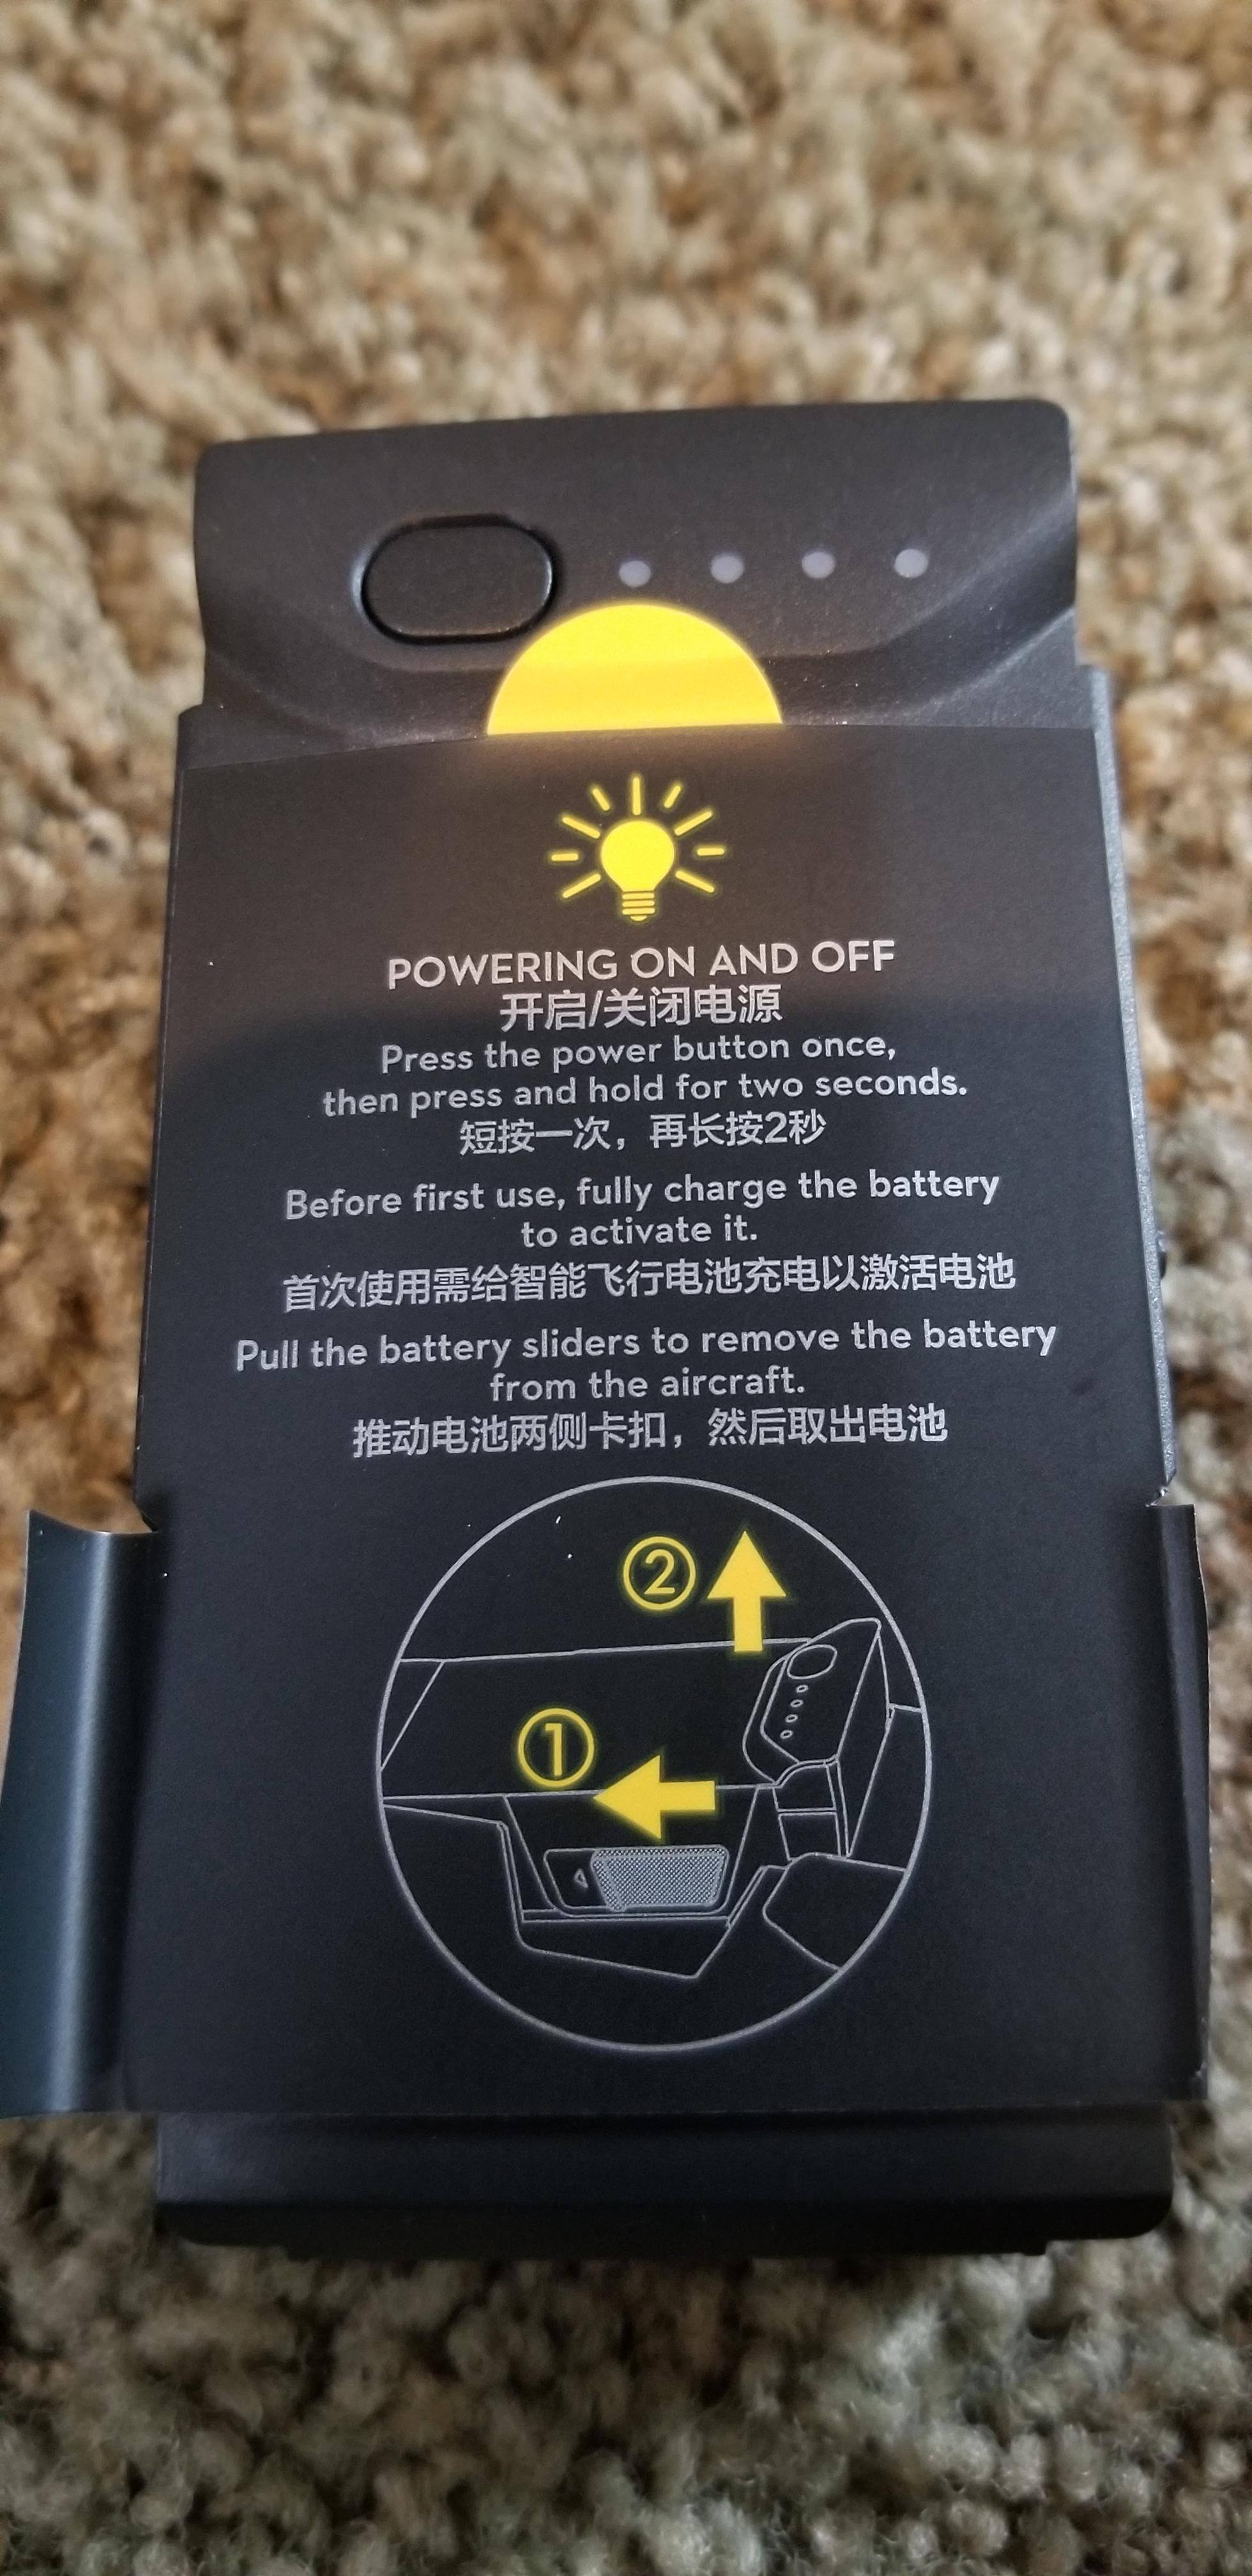 POWERING ON AND OFF
开启/关闭电源
Press the power button once,
then press and hold for two seconds.
短按一次，再长按2秒
Before first use, fully charge the battery
to activate it.
首次使用需给智能飞行电池充电以激活电池
Pull the battery sliders to remove the battery
from the aircraft.
推动电池两侧卡扣，然后取出电池
②
①